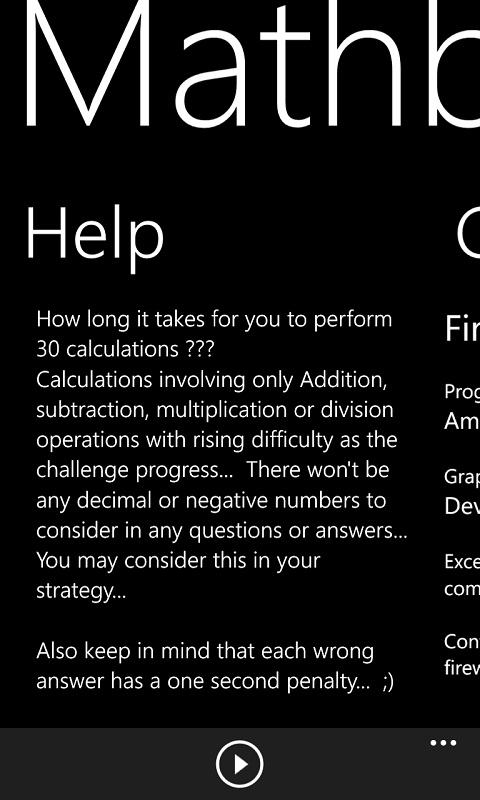 Mathb
Help
How long it takes for you to perform
30 calculations ???
Calculations involving only Addition,
subtraction, multiplication or division
operations with rising difficulty as the
challenge progress... There won't be
any decimal or negative numbers to
consider in any questions or answers...
You may consider this in your
strategy...
Also keep in mind that each wrong
answer has a one second penalty... ;)
Fir
Prog
Am
Grap
Dev
Exce
com
Con
firew